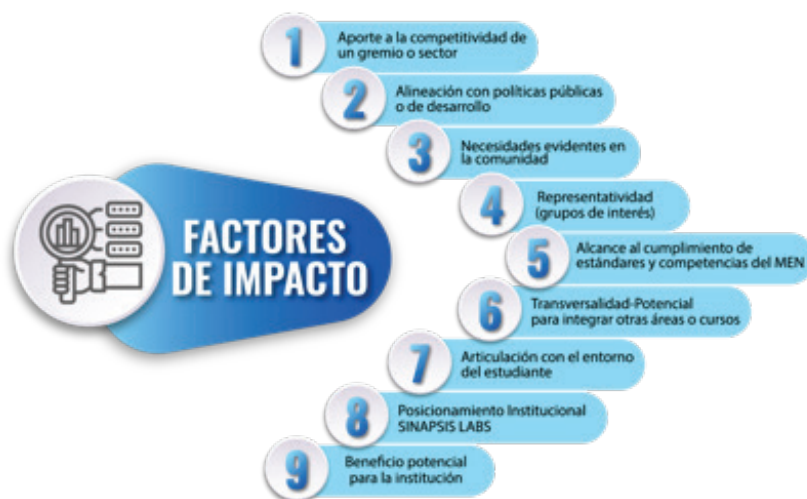 FACTORES
DE IMPACTO
1
Aporte a la competitividad de
un gremio o sector
2
Alineación con políticas públicas
o de desarrollo
3
Necesidades evidentes en
la comunidad
4
Representatividad
(grupos de interés)
5
Alcance al cumplimiento de
estándares y competencias del MEN
6
Transversalidad-Potencial
para integrar otras áreas o cursos
7
Articulación con el entorno
del estudiante
8
Posicionamiento Institucional
SINAPSIS LABS
9
Beneficio potencial
para la institución